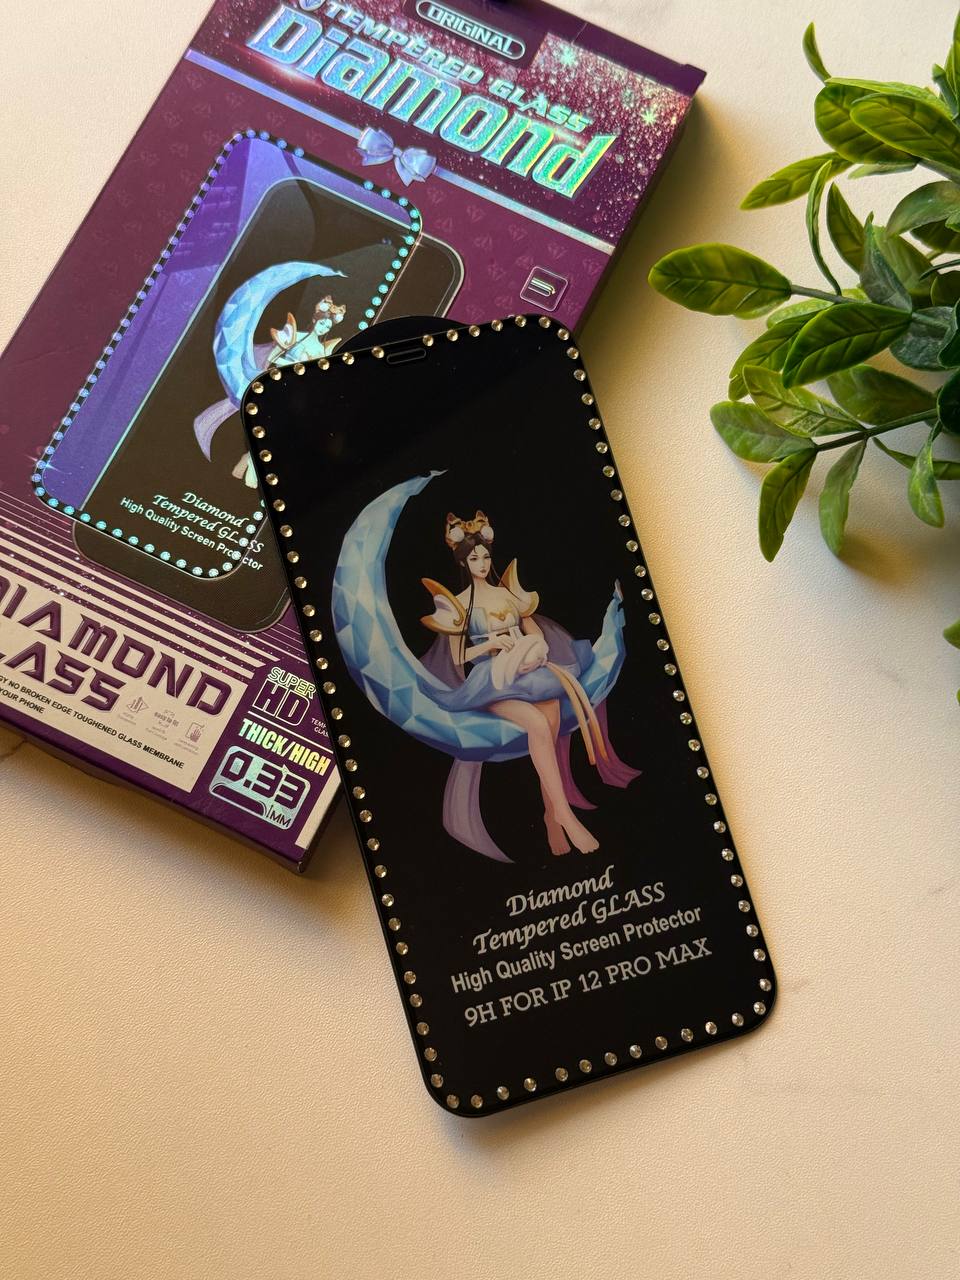 ORIGINAL
TEMPERED GLASS
Diamond
Diamond
Tempered GLASS
High Quality Screen Protector
DIAMOND
GLASS
NO BROKEN EDGE TOUGHENED GLASS MEMBRANE
YOUR PHONE
SUPER
HD
THICK/HIGH
0.33
MM
Diamond
Tempered GLASS
High Quality Screen Protector
9H FOR IP 12 PRO MAX